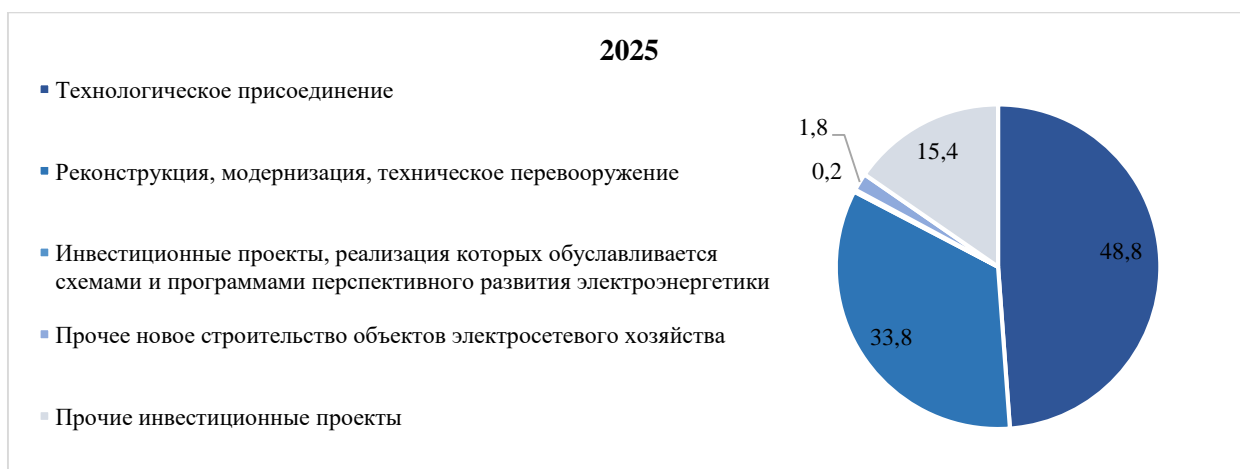 2025
Технологическое присоединение
Реконструкция, модернизация, техническое перевооружение
Инвестиционные проекты, реализация которых обуславливается
схемами и программами перспективного развития электроэнергетики
Прочее новое строительство объектов электросетевого хозяйства
Прочие инвестиционные проекты
1,8
0,2
15,4
48,8
33,8